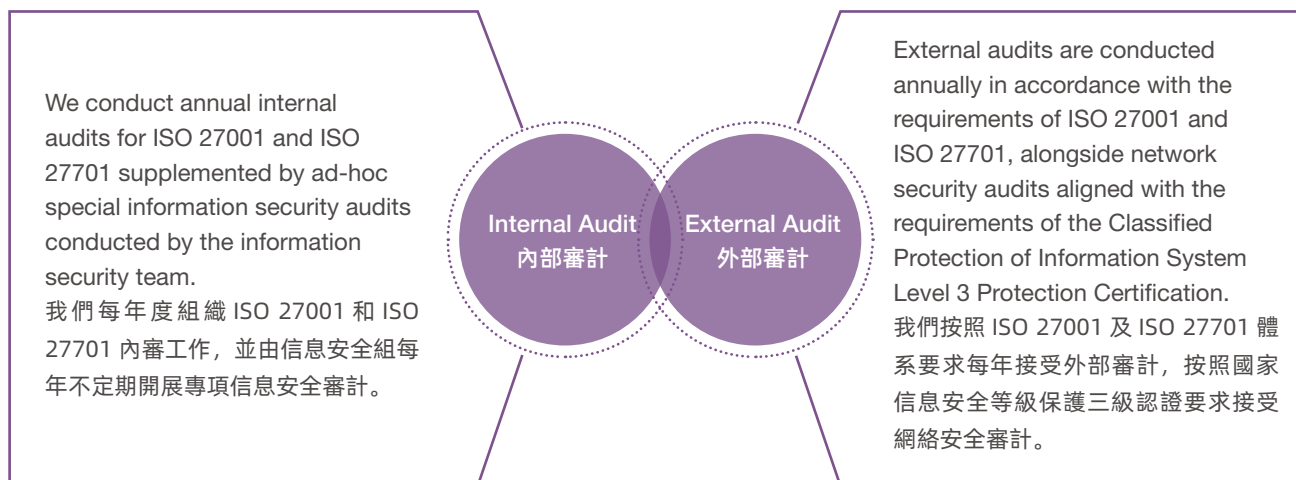 We conduct annual internal
audits for ISO 27001 and ISO
27701 supplemented by ad-hoc
special information security audits
conducted by the information
security team.
我們每年度組織 ISO 27001 和 ISO
27701 內審工作，並由信息安全組每
年不定期開展專項信息安全審計。
Internal Audit
內部審計
External Audit
外部審計
External audits are conducted
annually in accordance with the
requirements of ISO 27001 and
ISO 27701, alongside network
security audits aligned with the
requirements of the Classified
Protection of Information System
Level 3 Protection Certification.
我們按照 ISO 27001 及 ISO 27701 體
系要求每年接受外部審計，按照國家
信息安全等級保護三級認證要求接受
網絡安全審計。